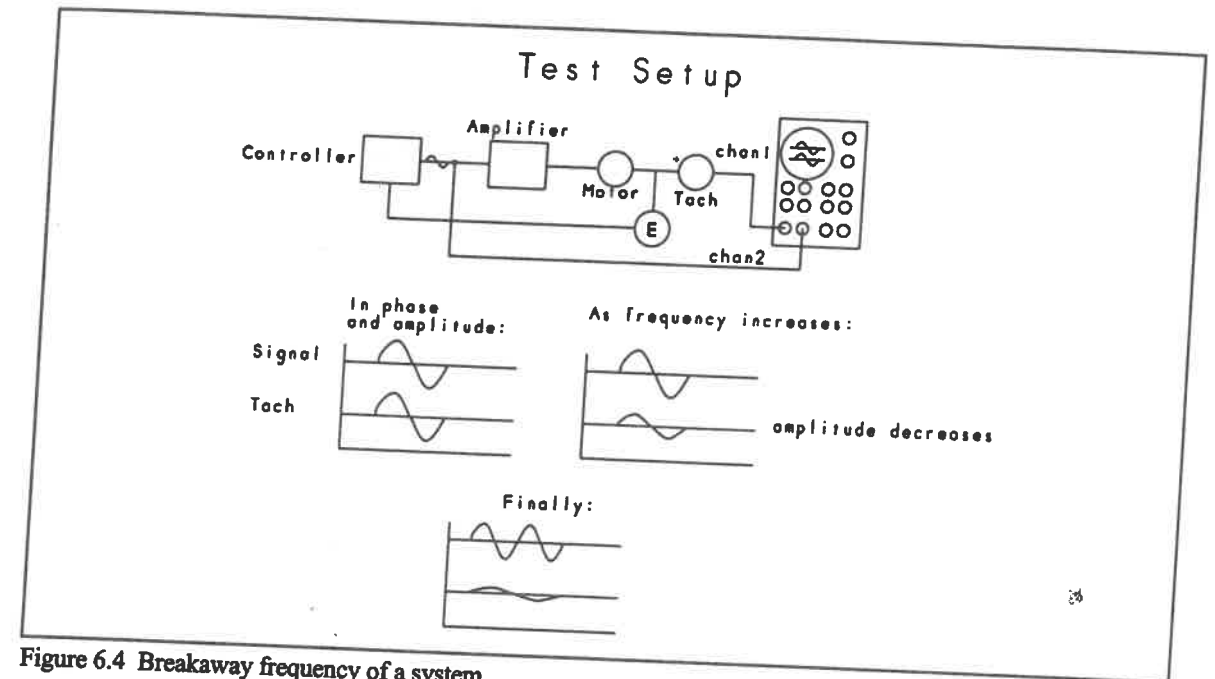 Test Setup
Amplifier
Controller
chan1
Motor
Tach
E
chan2
In phase
and amplitude:
As frequency increases:
Signal
Tach
amplitude decreases
Finally:
Figure 6.4 Breakaway frequency of a system